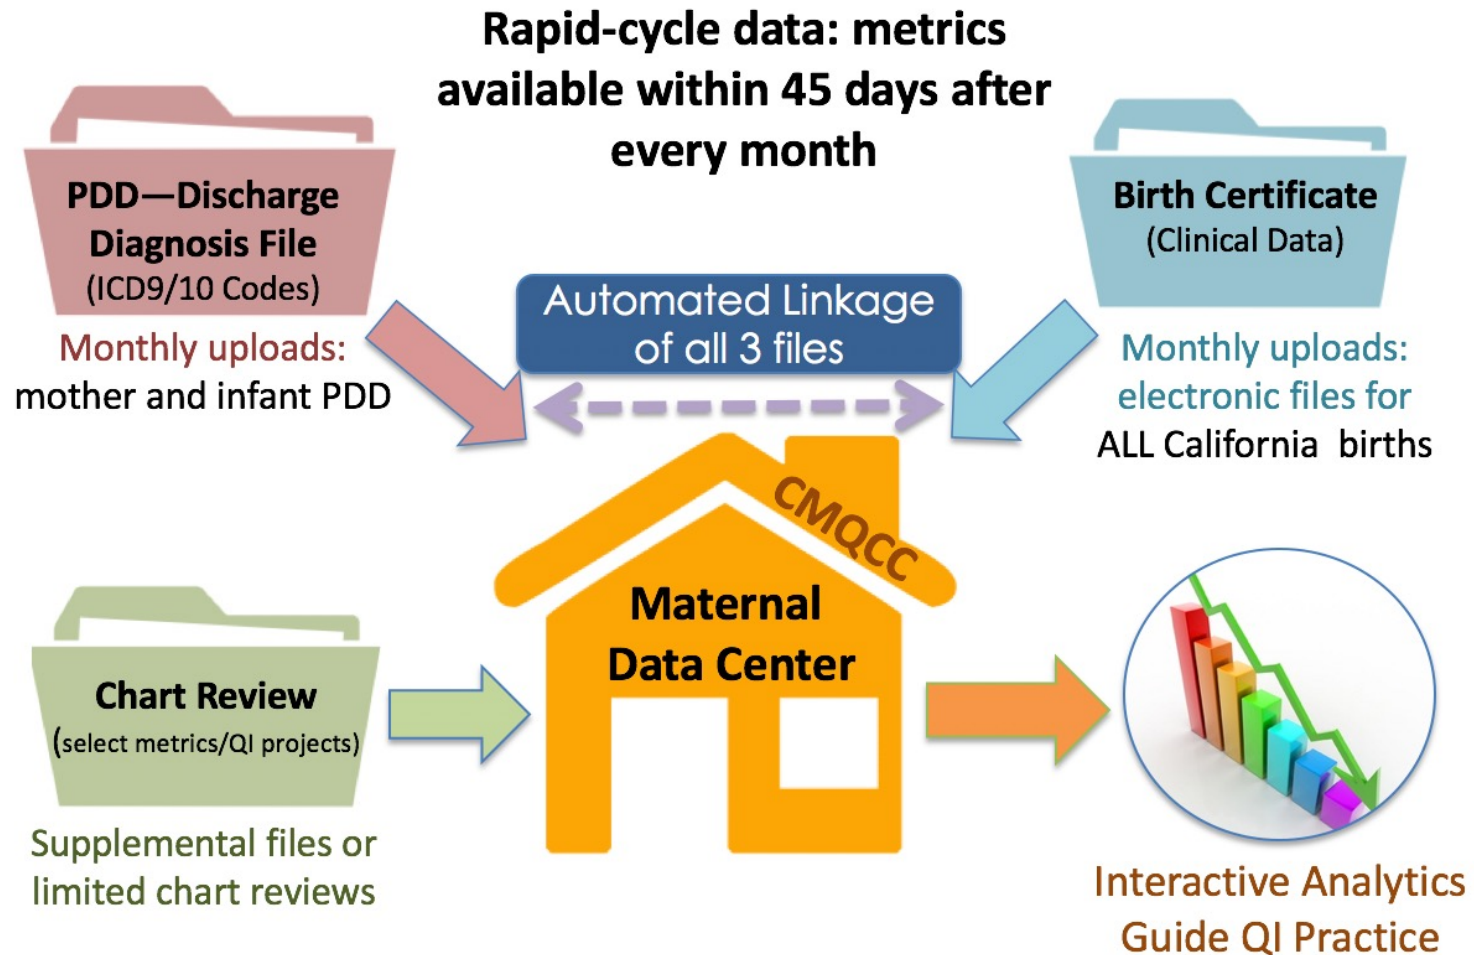 Rapid-cycle data: metrics
available within 45 days after
every month
PDD—Discharge
Diagnosis File
(ICD9/10 Codes)
Monthly uploads:
mother and infant PDD
Birth Certificate
(Clinical Data)
Monthly uploads:
electronic files for
ALL California births
Automated Linkage
of all 3 files
CMQCC
Maternal
Data Center
Chart Review
(select metrics/QI projects)
Supplemental files or
limited chart reviews
Interactive Analytics
Guide QI Practice